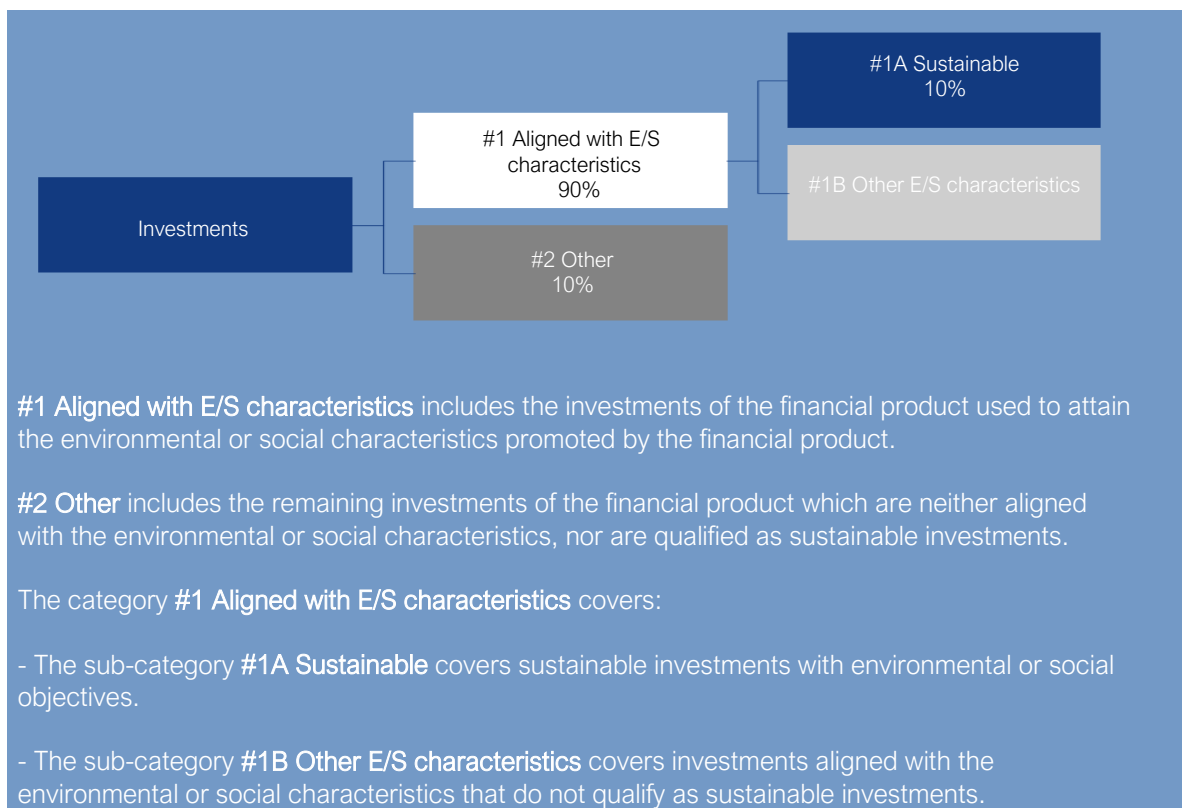 #1A Sustainable
10%
#1 Aligned with E/S
characteristics
90%
#1B Other E/S characteristics
Investments
#2 Other
10%
#1 Aligned with E/S characteristics includes the investments of the financial product used to attain
the environmental or social characteristics promoted by the financial product.
#2 Other includes the remaining investments of the financial product which are neither aligned
with the environmental or social characteristics, nor are qualified as sustainable investments.
The category #1 Aligned with E/S characteristics covers:
- The sub-category #1A Sustainable covers sustainable investments with environmental or social
objectives.
- The sub-category #1B Other E/S characteristics covers investments aligned with the
environmental or social characteristics that do not qualify as sustainable investments.